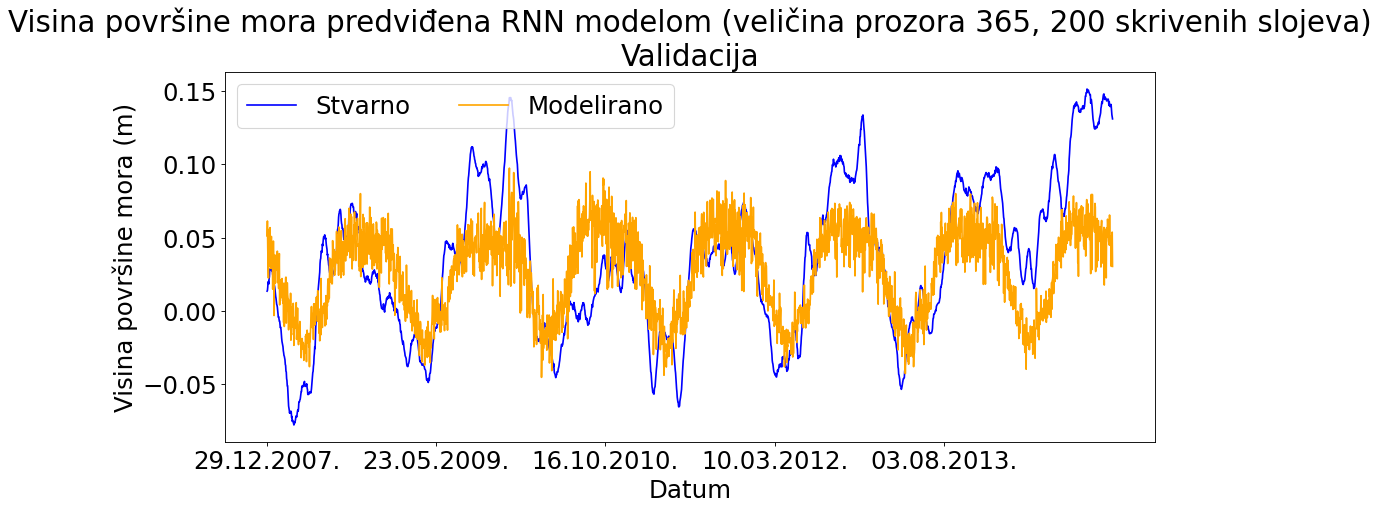 Visina površine mora predviđena RNN modelom (veličina prozora 365, 200 skrivenih slojeva)
Validacija
Stvarno Modelirano
Visina površine mora (m)
0.15
0.10
0.05
0.00
−0.05
29.12.2007. 23.05.2009. 16.10.2010. 10.03.2012. 03.08.2013.
Datum